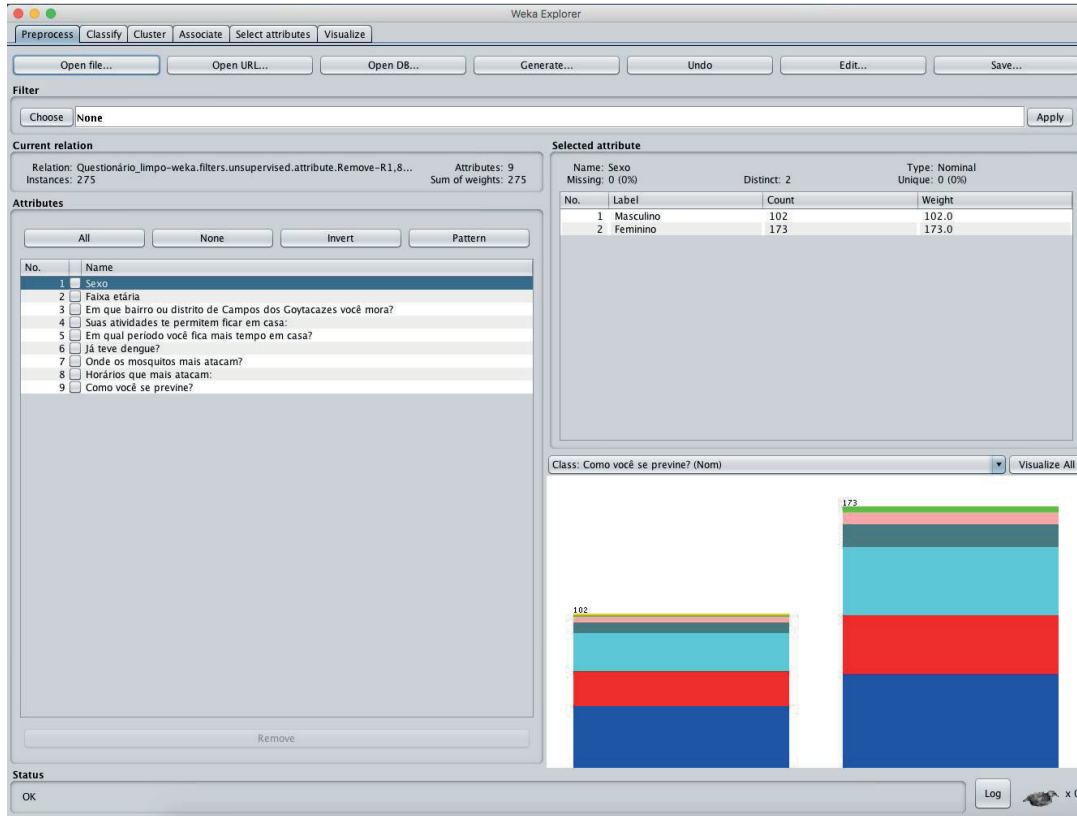 Weka Explorer
Preprocess Classify Cluster Associate Select attributes Visualize
Open file... Open URL... Open DB... Generate... Undo Edit... Save...
Filter
Choose None Apply
Current relation
Relation: Questionário_limpo-weka.filters.unsupervised.attribute.Remove-R1,8... Attributes: 9
Instances: 275 Sum of weights: 275
Attributes
All None Invert Pattern
No. Name
1 Sexo
2 Faixa etária
3 Em que bairro ou distrito de Campos dos Goytacazes você mora?
4 Suas atividades te permitem ficar em casa:
5 Em qual período você fica mais tempo em casa?
6 Já teve dengue?
7 Onde os mosquitos mais atacam?
8 Horários que mais atacam:
9 Como você se previne?
Remove
Selected attribute
Name: Sexo Type: Nominal
Missing: 0 (0%) Distinct: 2 Unique: 0 (0%)
No. Label Count Weight
1 Masculino 102 102.0
2 Feminino 173 173.0
Class: Como você se previne? (Nom) Visualize All
173
102
Status
OK Log x 0